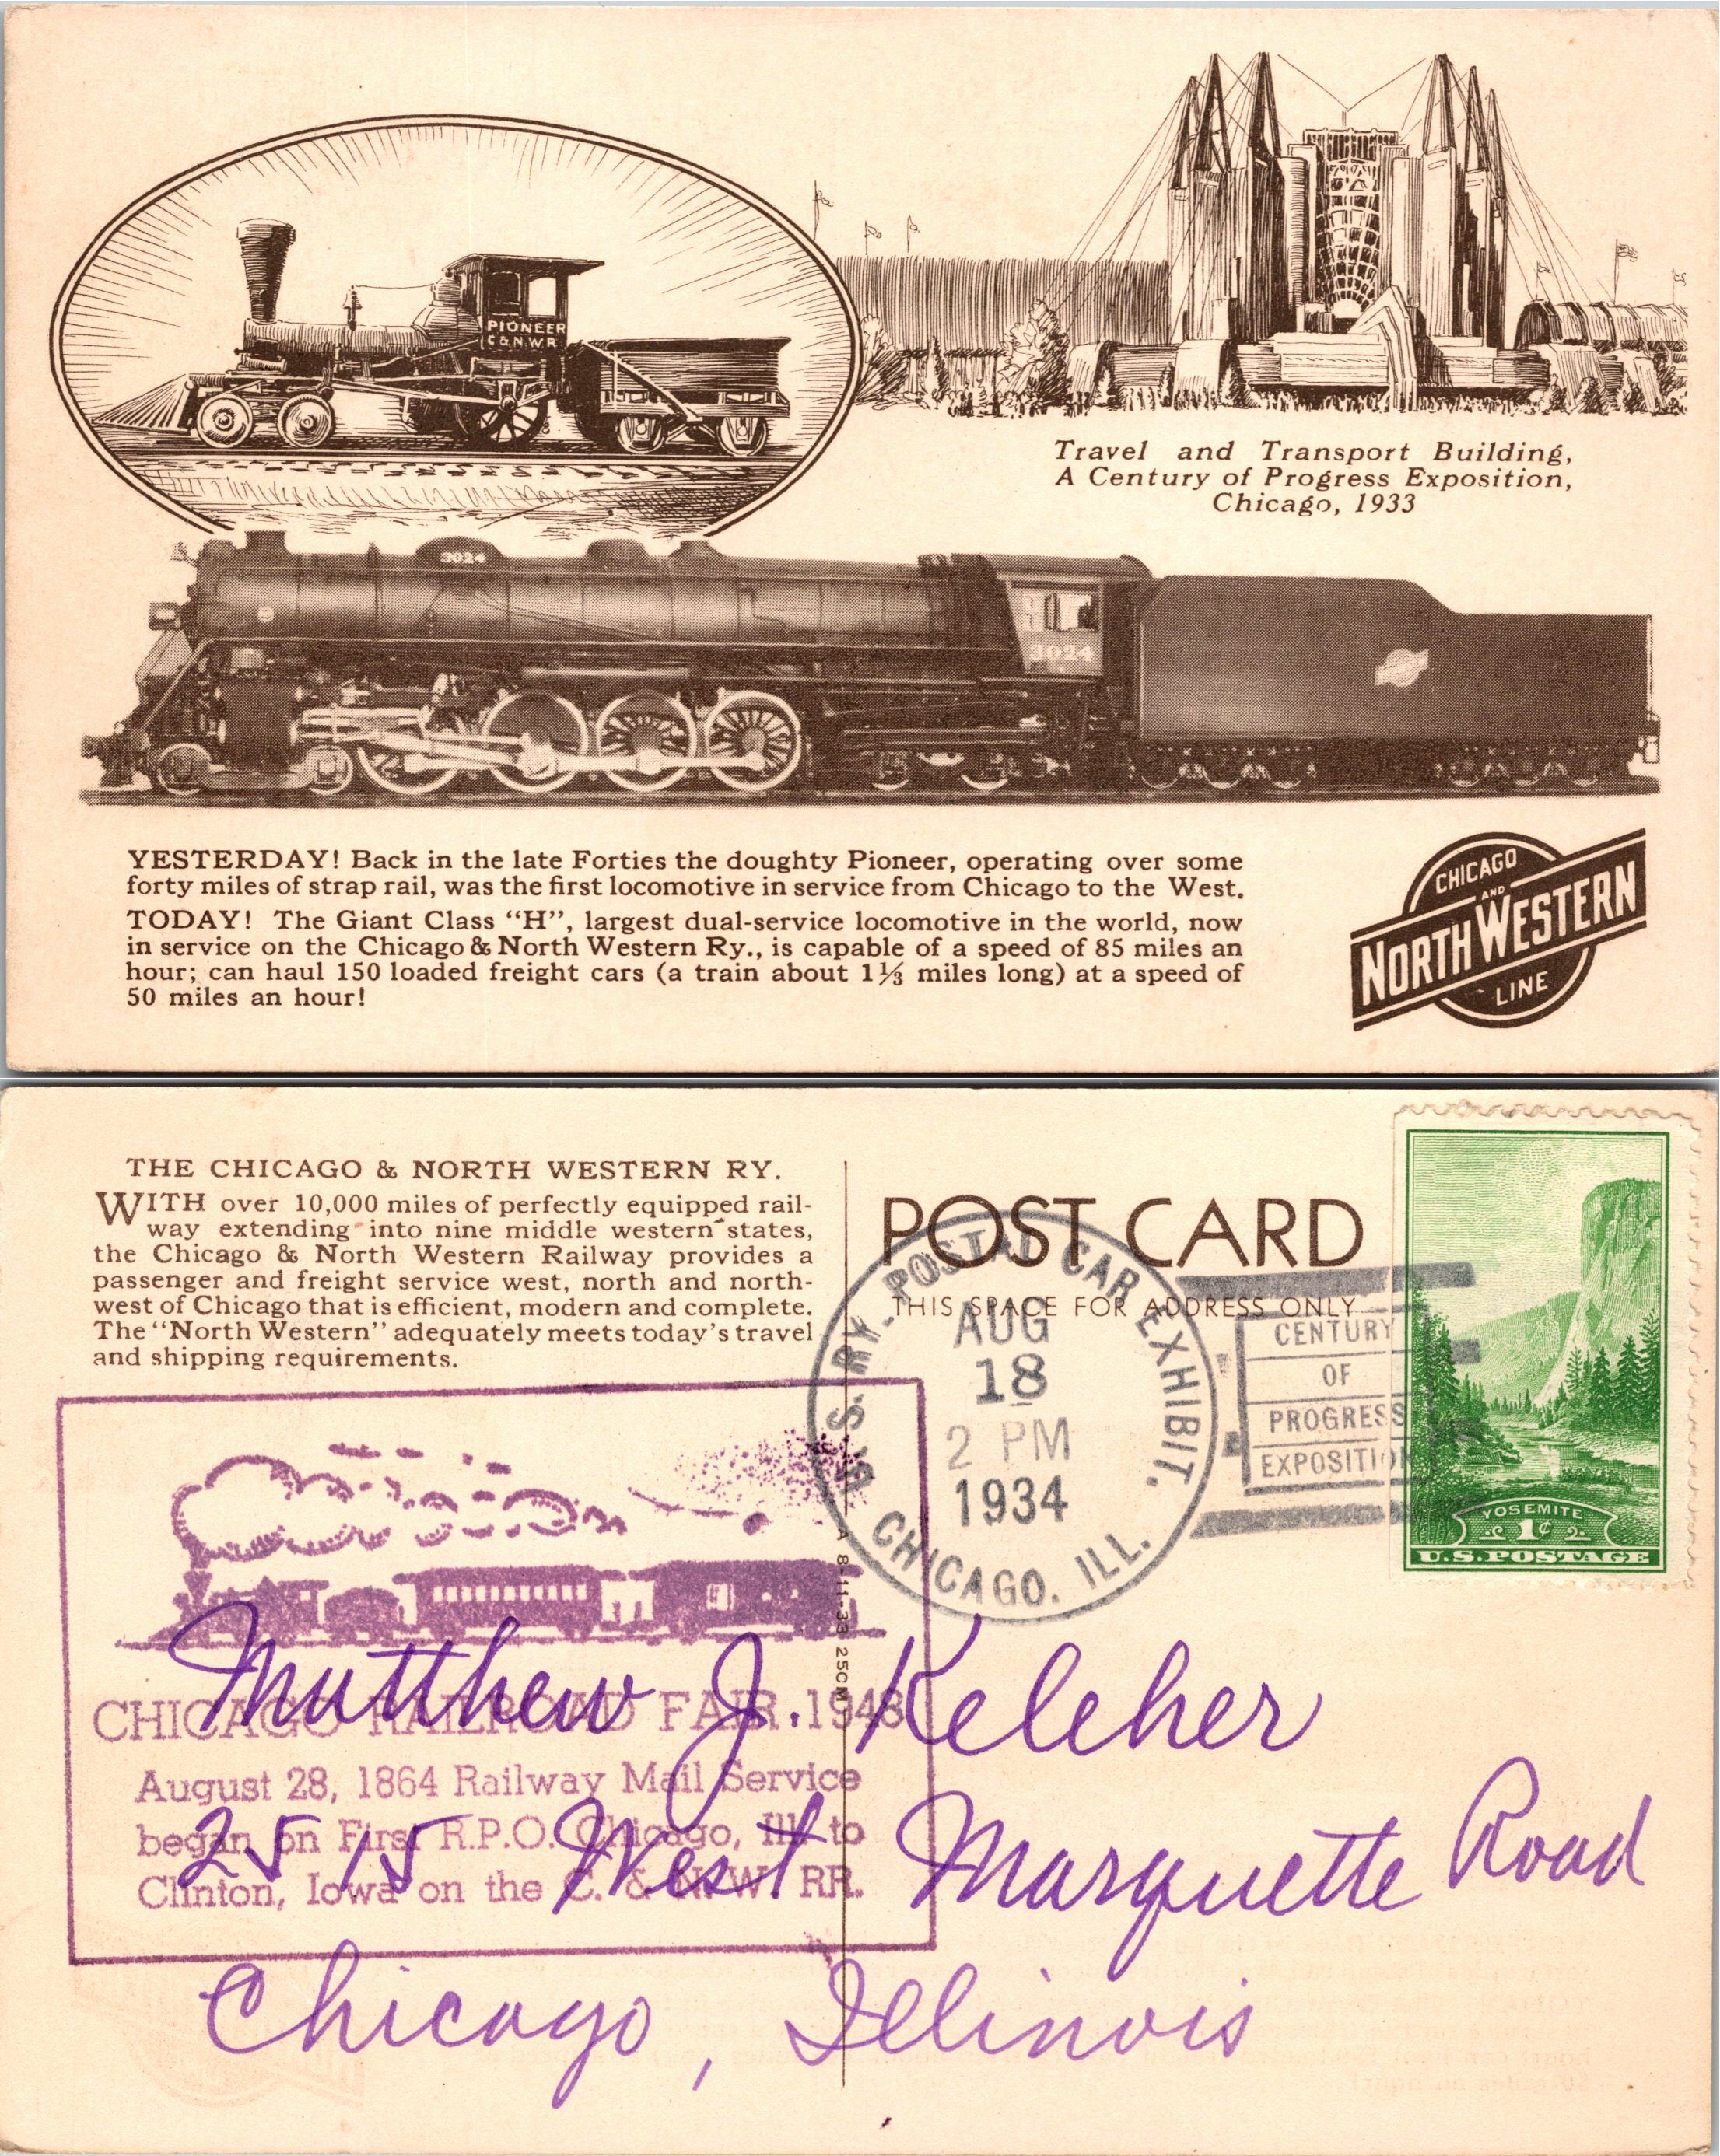 PIONEER
C & N.W.R.
Travel and Transport Building,
A Century of Progress Exposition,
Chicago, 1933
3024
3024
YESTERDAY! Back in the late Forties the doughty Pioneer, operating over some
forty miles of strap rail, was the first locomotive in service from Chicago to the West.
TODAY! The Giant Class “H”, largest dual-service locomotive in the world, now
in service on the Chicago & North Western Ry., is capable of a speed of 85 miles an
hour; can haul 150 loaded freight cars (a train about 1⅓ miles long) at a speed of
50 miles an hour!
CHICAGO
AND
NORTH WESTERN
LINE
THE CHICAGO & NORTH WESTERN RY.
WITH over 10,000 miles of perfectly equipped rail-
way extending into nine middle western states,
the Chicago & North Western Railway provides a
passenger and freight service west, north and north-
west of Chicago that is efficient, modern and complete.
The “North Western” adequately meets today's travel
and shipping requirements.
POST CARD
THIS SPACE FOR ADDRESS ONLY
RY. POSTAL CAR EXHIBIT.
AUG
18
2 PM
1934
CHICAGO. ILL.
CENTURY
OF
PROGRESS
EXPOSITION
YOSEMITE
1¢
U.S. POSTAGE
A 8-11-33 250M
CHICAGO RAILROAD FAIR 1948
August 28, 1864 Railway Mail Service
began on First R.P.O. Chicago, Ill. to
Clinton, Iowa on the C. & N.W. RR.
Matthew J. Keleher
2515 West Marquette Road
Chicago, Illinois